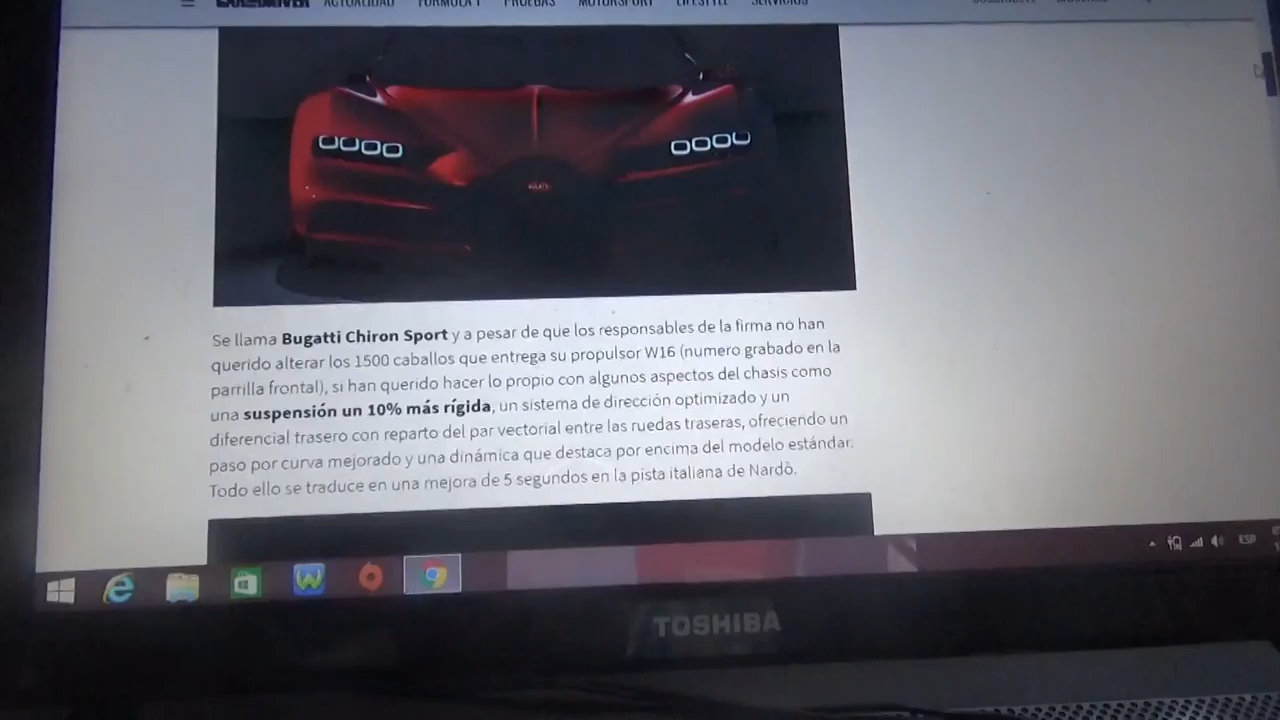 CAR and DRIVER ACTUALIDAD FÓRMULA 1 PRUEBAS MOTORSPORT LIFESTYLE SERVICIOS
Se llama Bugatti Chiron Sport y a pesar de que los responsables de la firma no han
querido alterar los 1500 caballos que entrega su propulsor W16 (numero grabado en la
parrilla frontal), si han querido hacer lo propio con algunos aspectos del chasis como
una suspensión un 10% más rígida, un sistema de dirección optimizado y un
diferencial trasero con reparto del par vectorial entre las ruedas traseras, ofreciendo un
paso por curva mejorado y una dinámica que destaca por encima del modelo estándar.
Todo ello se traduce en una mejora de 5 segundos en la pista italiana de Nardò.
ESP
TOSHIBA